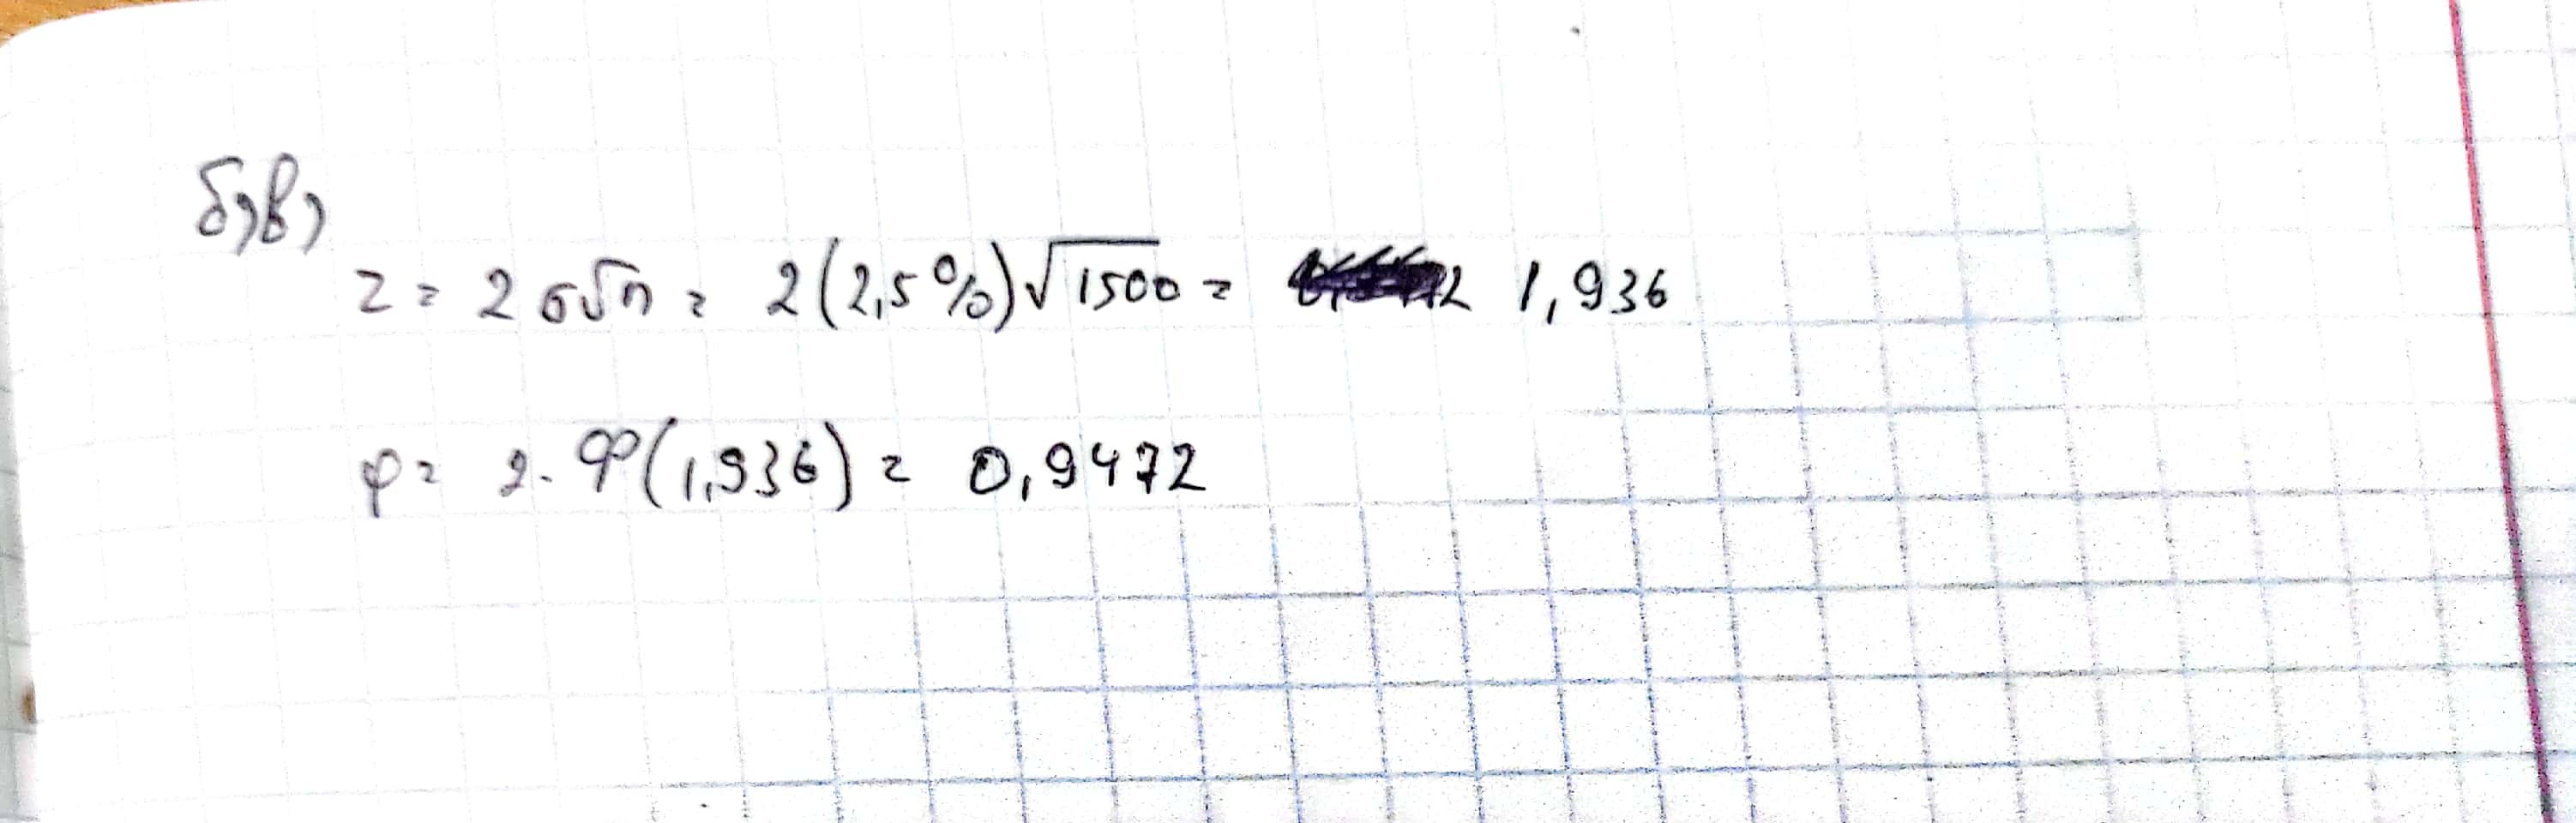 б) в)
z = 2σ√n = 2(2,5%)√1500 = 1,936
φ = 2·Φ(1,936) = 0,9472